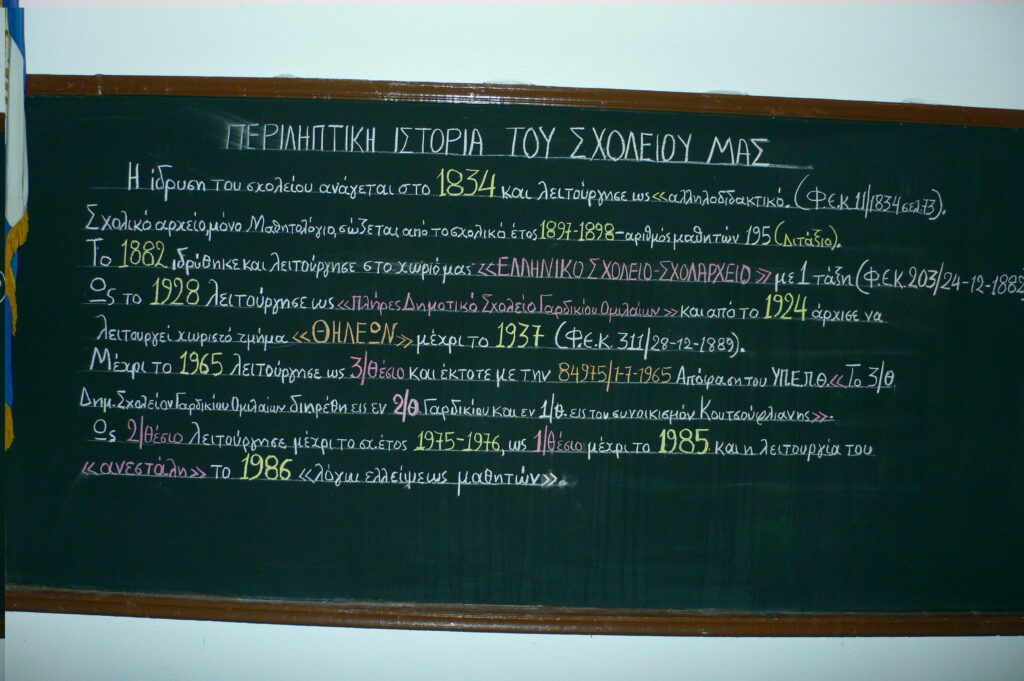 ΠΕΡΙΛΗΠΤΙΚΗ ΙΣΤΟΡΙΑ ΤΟΥ ΣΧΟΛΕΙΟΥ ΜΑΣ
Η ίδρυση του σχολείου ανάγεται στο 1834 και λειτούργησε ως «αλληλοδιδακτικό. (Φ.Ε.Κ. 11/1834 σελ. 73).
Σχολικό αρχείο, μόνο Μαθητολόγιο, σώζεται από το σχολικό έτος 1897-1898 – αριθμός μαθητών 195 (Διτάξιο).
Το 1882, ιδρύθηκε και λειτούργησε στο χωριό μας «ΕΛΛΗΝΙΚΟ ΣΧΟΛΕΙΟ-ΣΧΟΛΑΡΧΕΙΟ» με 1 τάξη (Φ.Ε.Κ. 203/24-12-1882
Ως το 1928 λειτούργησε ως «Πλήρες Δημοτικό Σχολείο Γαρδικίου Ομιλαίων» και από το 1924 άρχισε να
λειτουργεί χωριστό τμήμα «ΘΗΛΕΩΝ» μέχρι το 1937 (Φ.Ε.Κ. 311/28-12-1889).
Μέχρι το 1965 λειτούργησε ως 3/θέσιο και έκτοτε με την 84975/1-7-1965 Απόφαση του ΥΠ.Ε.Π.Θ. «Το 3/θ.
Δημ. Σχολείον Γαρδικίου Ομιλαίων διηρέθη εις εν 2/θ. Γαρδικίου και εν 1/θ. εις τον συνοικισμόν Κουτσούφλιανης».
Ως 2/θέσιο λειτούργησε μέχρι το σχ. έτος 1975-1976, ως 1/θέσιο μέχρι το 1985 και η λειτουργία του
«ανεστάλη» το 1986 «λόγω ελλείψεως μαθητών».